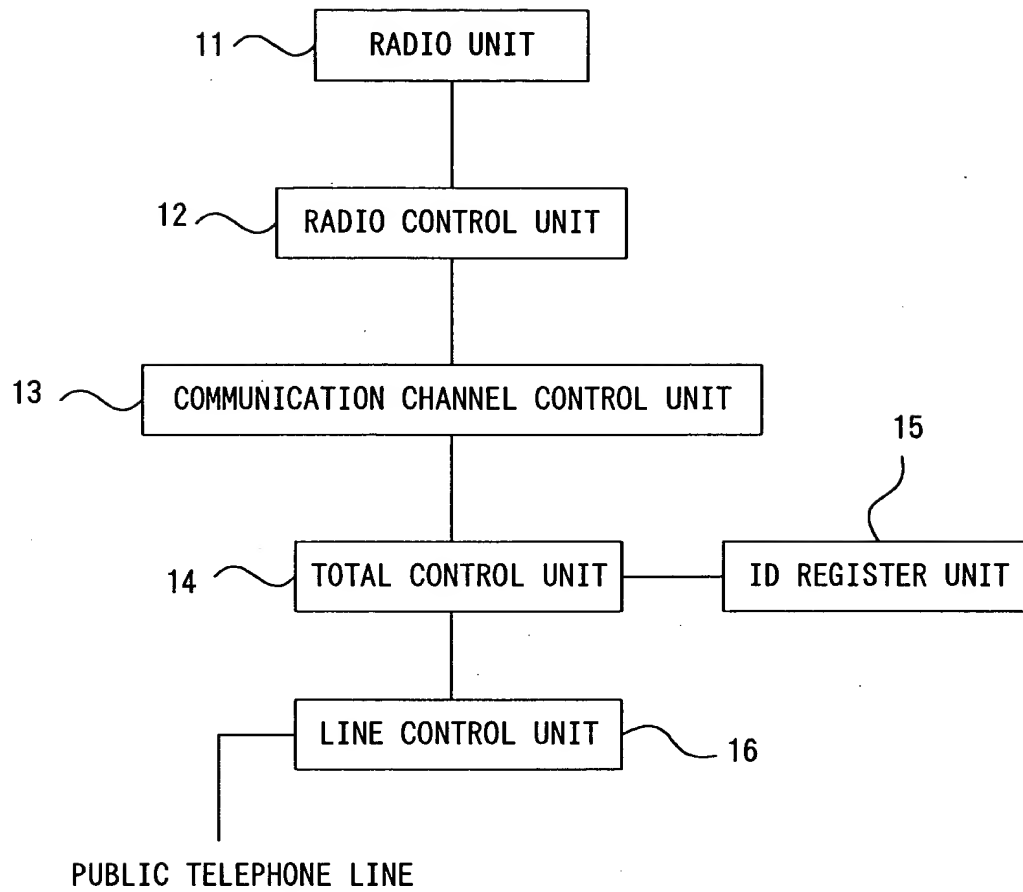 11 RADIO UNIT
12 RADIO CONTROL UNIT
13 COMMUNICATION CHANNEL CONTROL UNIT
15
14 TOTAL CONTROL UNIT ID REGISTER UNIT
LINE CONTROL UNIT 16
PUBLIC TELEPHONE LINE